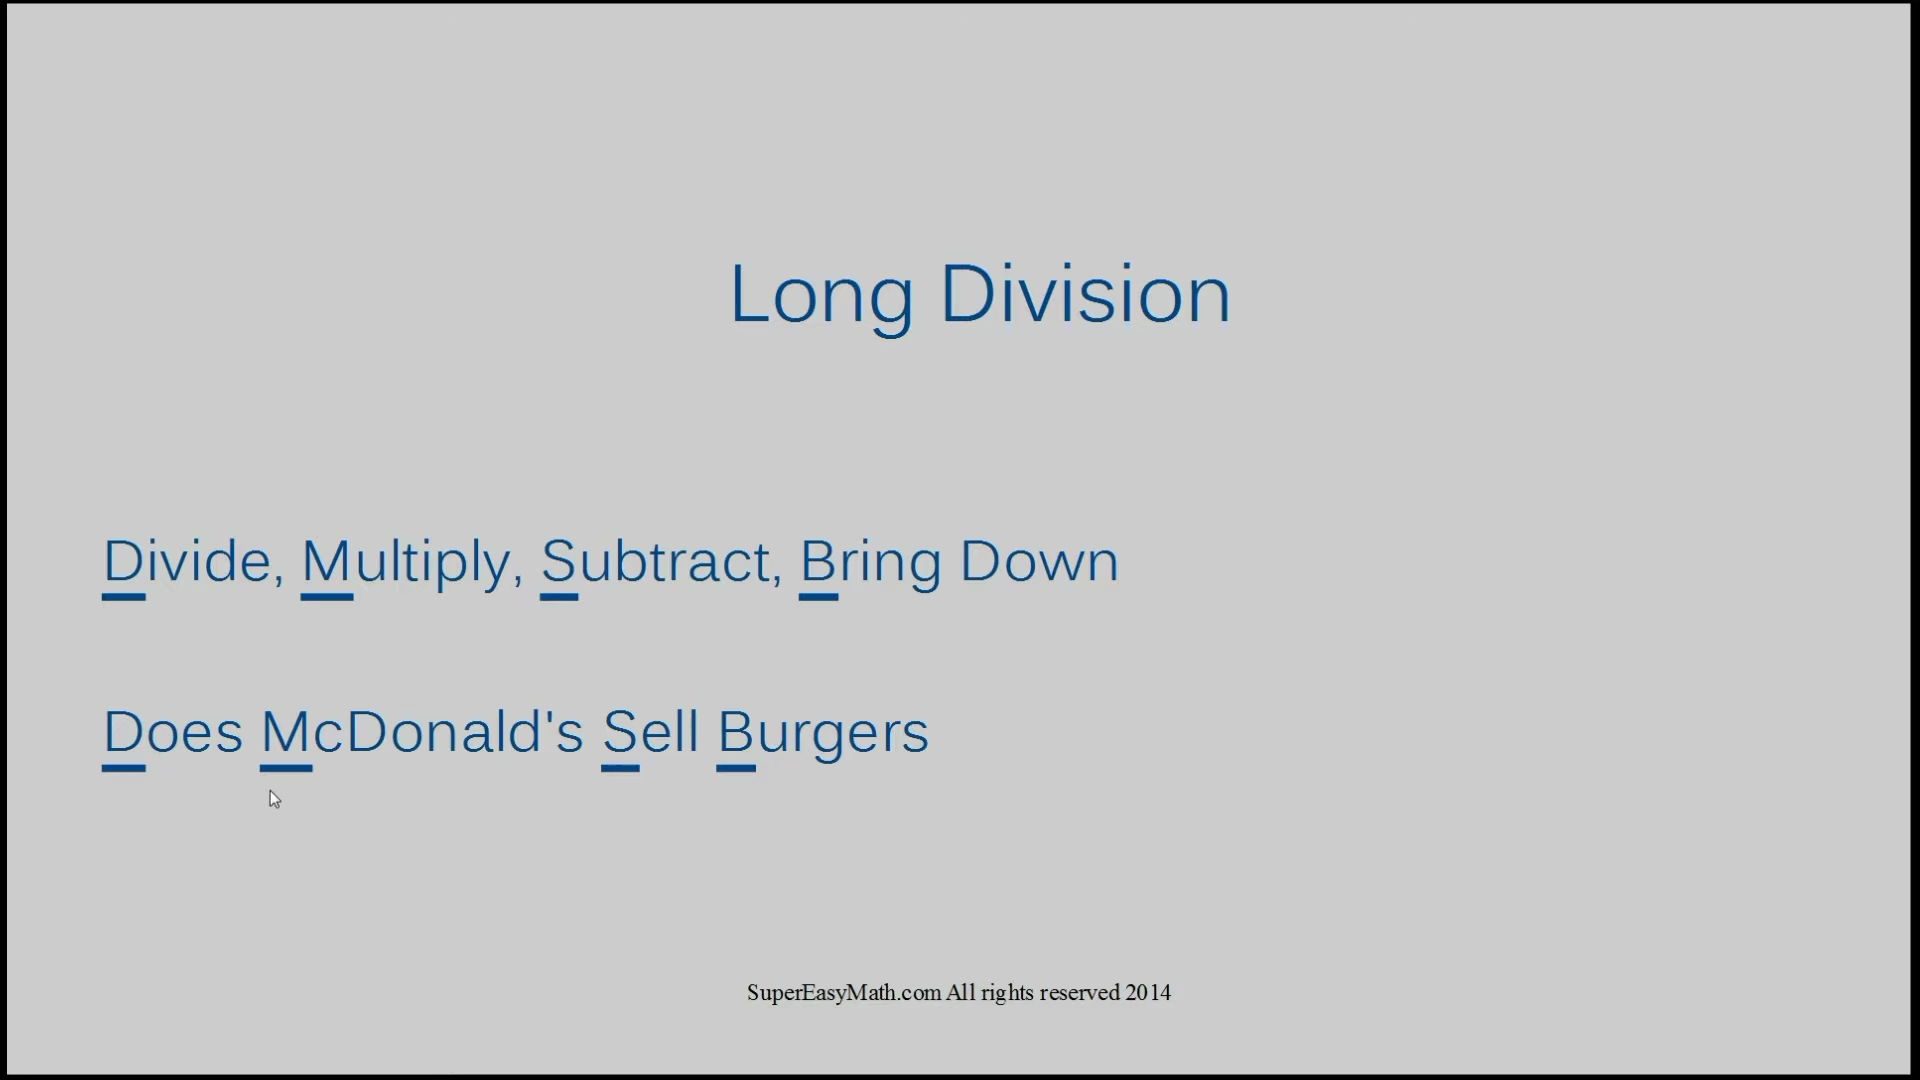 Long Division
Divide, Multiply, Subtract, Bring Down
Does McDonald's Sell Burgers
SuperEasyMath.com All rights reserved 2014